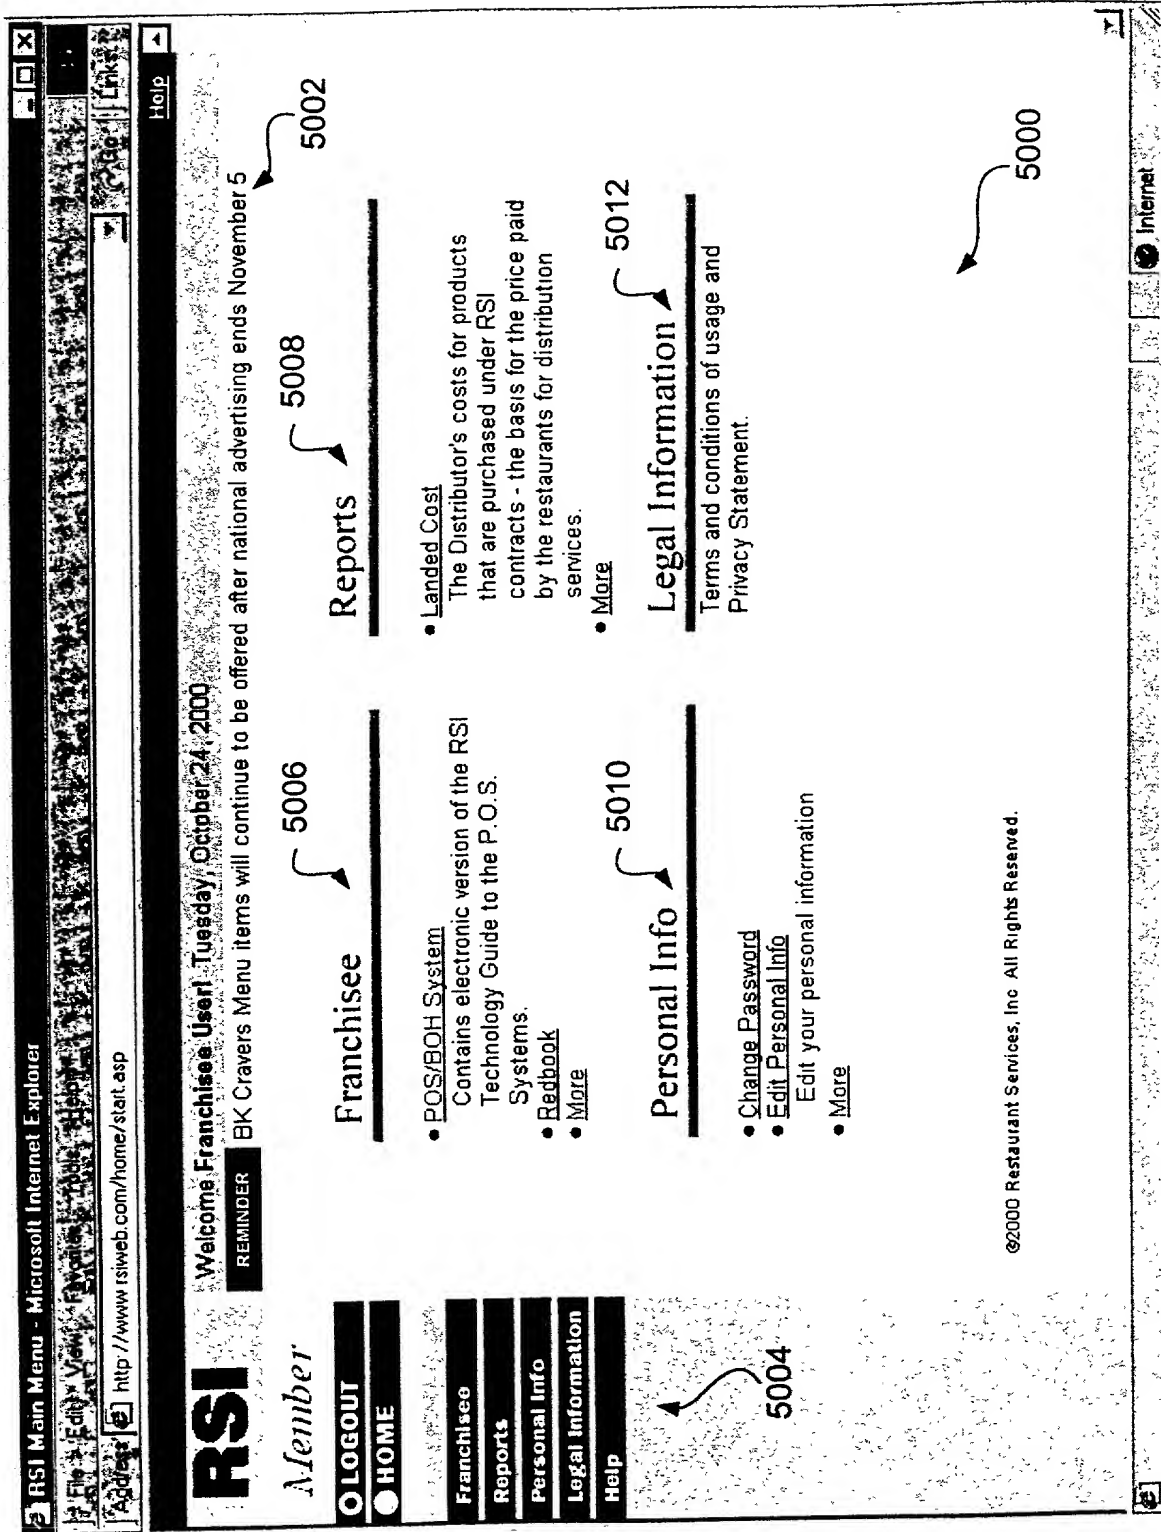 RSI Main Menu - Microsoft Internet Explorer
File Edit View Favorites Tools Help
Address http://www.rsiweb.com/home/start.asp Go Links »
Help
RSI
Welcome Franchisee User! Tuesday, October 24, 2000
REMINDER BK Cravers Menu items will continue to be offered after national advertising ends November 5
5002
Member
LOGOUT
HOME
Franchisee
Reports
Personal Info
Legal Information
Help
5004
5006
Franchisee
• POS/BOH System
Contains electronic version of the RSI
Technology Guide to the P.O.S.
Systems.
• Redbook
• More
5008
Reports
• Landed Cost
The Distributor's costs for products
that are purchased under RSI
contracts - the basis for the price paid
by the restaurants for distribution
services.
• More
5010
Personal Info
• Change Password
• Edit Personal Info
Edit your personal information
• More
5012
Legal Information
Terms and conditions of usage and
Privacy Statement.
5000
©2000 Restaurant Services, Inc All Rights Reserved.
Internet